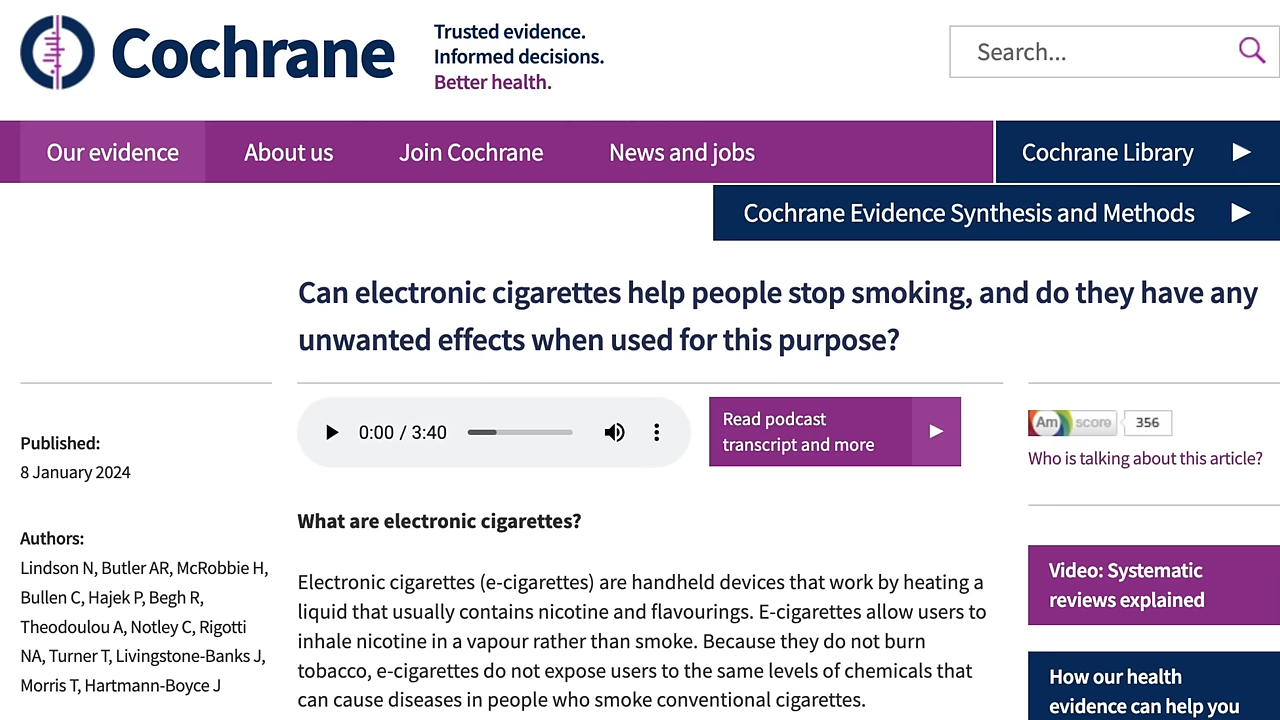 Cochrane
Trusted evidence.
Informed decisions.
Better health.
Search...
Our evidence
About us
Join Cochrane
News and jobs
Cochrane Library
Cochrane Evidence Synthesis and Methods
Can electronic cigarettes help people stop smoking, and do they have any
unwanted effects when used for this purpose?
Published:
8 January 2024
Authors:
Lindson N, Butler AR, McRobbie H,
Bullen C, Hajek P, Begh R,
Theodoulou A, Notley C, Rigotti
NA, Turner T, Livingstone-Banks J,
Morris T, Hartmann-Boyce J
0:00 / 3:40
Read podcast
transcript and more
What are electronic cigarettes?
Electronic cigarettes (e-cigarettes) are handheld devices that work by heating a
liquid that usually contains nicotine and flavourings. E-cigarettes allow users to
inhale nicotine in a vapour rather than smoke. Because they do not burn
tobacco, e-cigarettes do not expose users to the same levels of chemicals that
can cause diseases in people who smoke conventional cigarettes.
Am score 356
Who is talking about this article?
Video: Systematic
reviews explained
How our health
evidence can help you